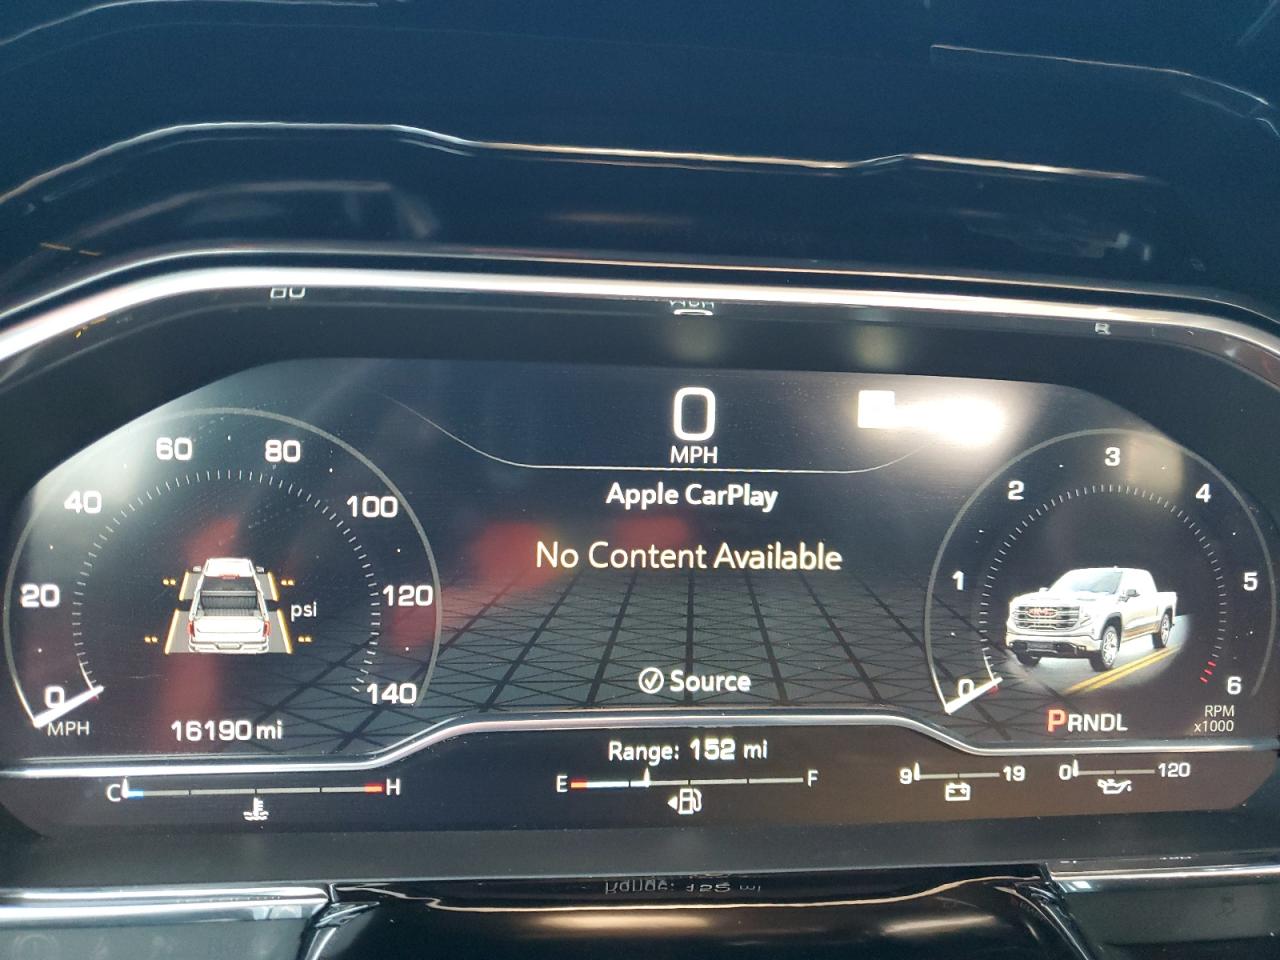 0
MPH
Apple CarPlay
No Content Available
Source
0
20
40
60
80
100
120
140
MPH
-- --
psi
-- --
16190 mi
0
1
2
3
4
5
6
RPM
x1000
GMC
PRNDL
Range: 152 mi
C H
E F
9 19
0 120